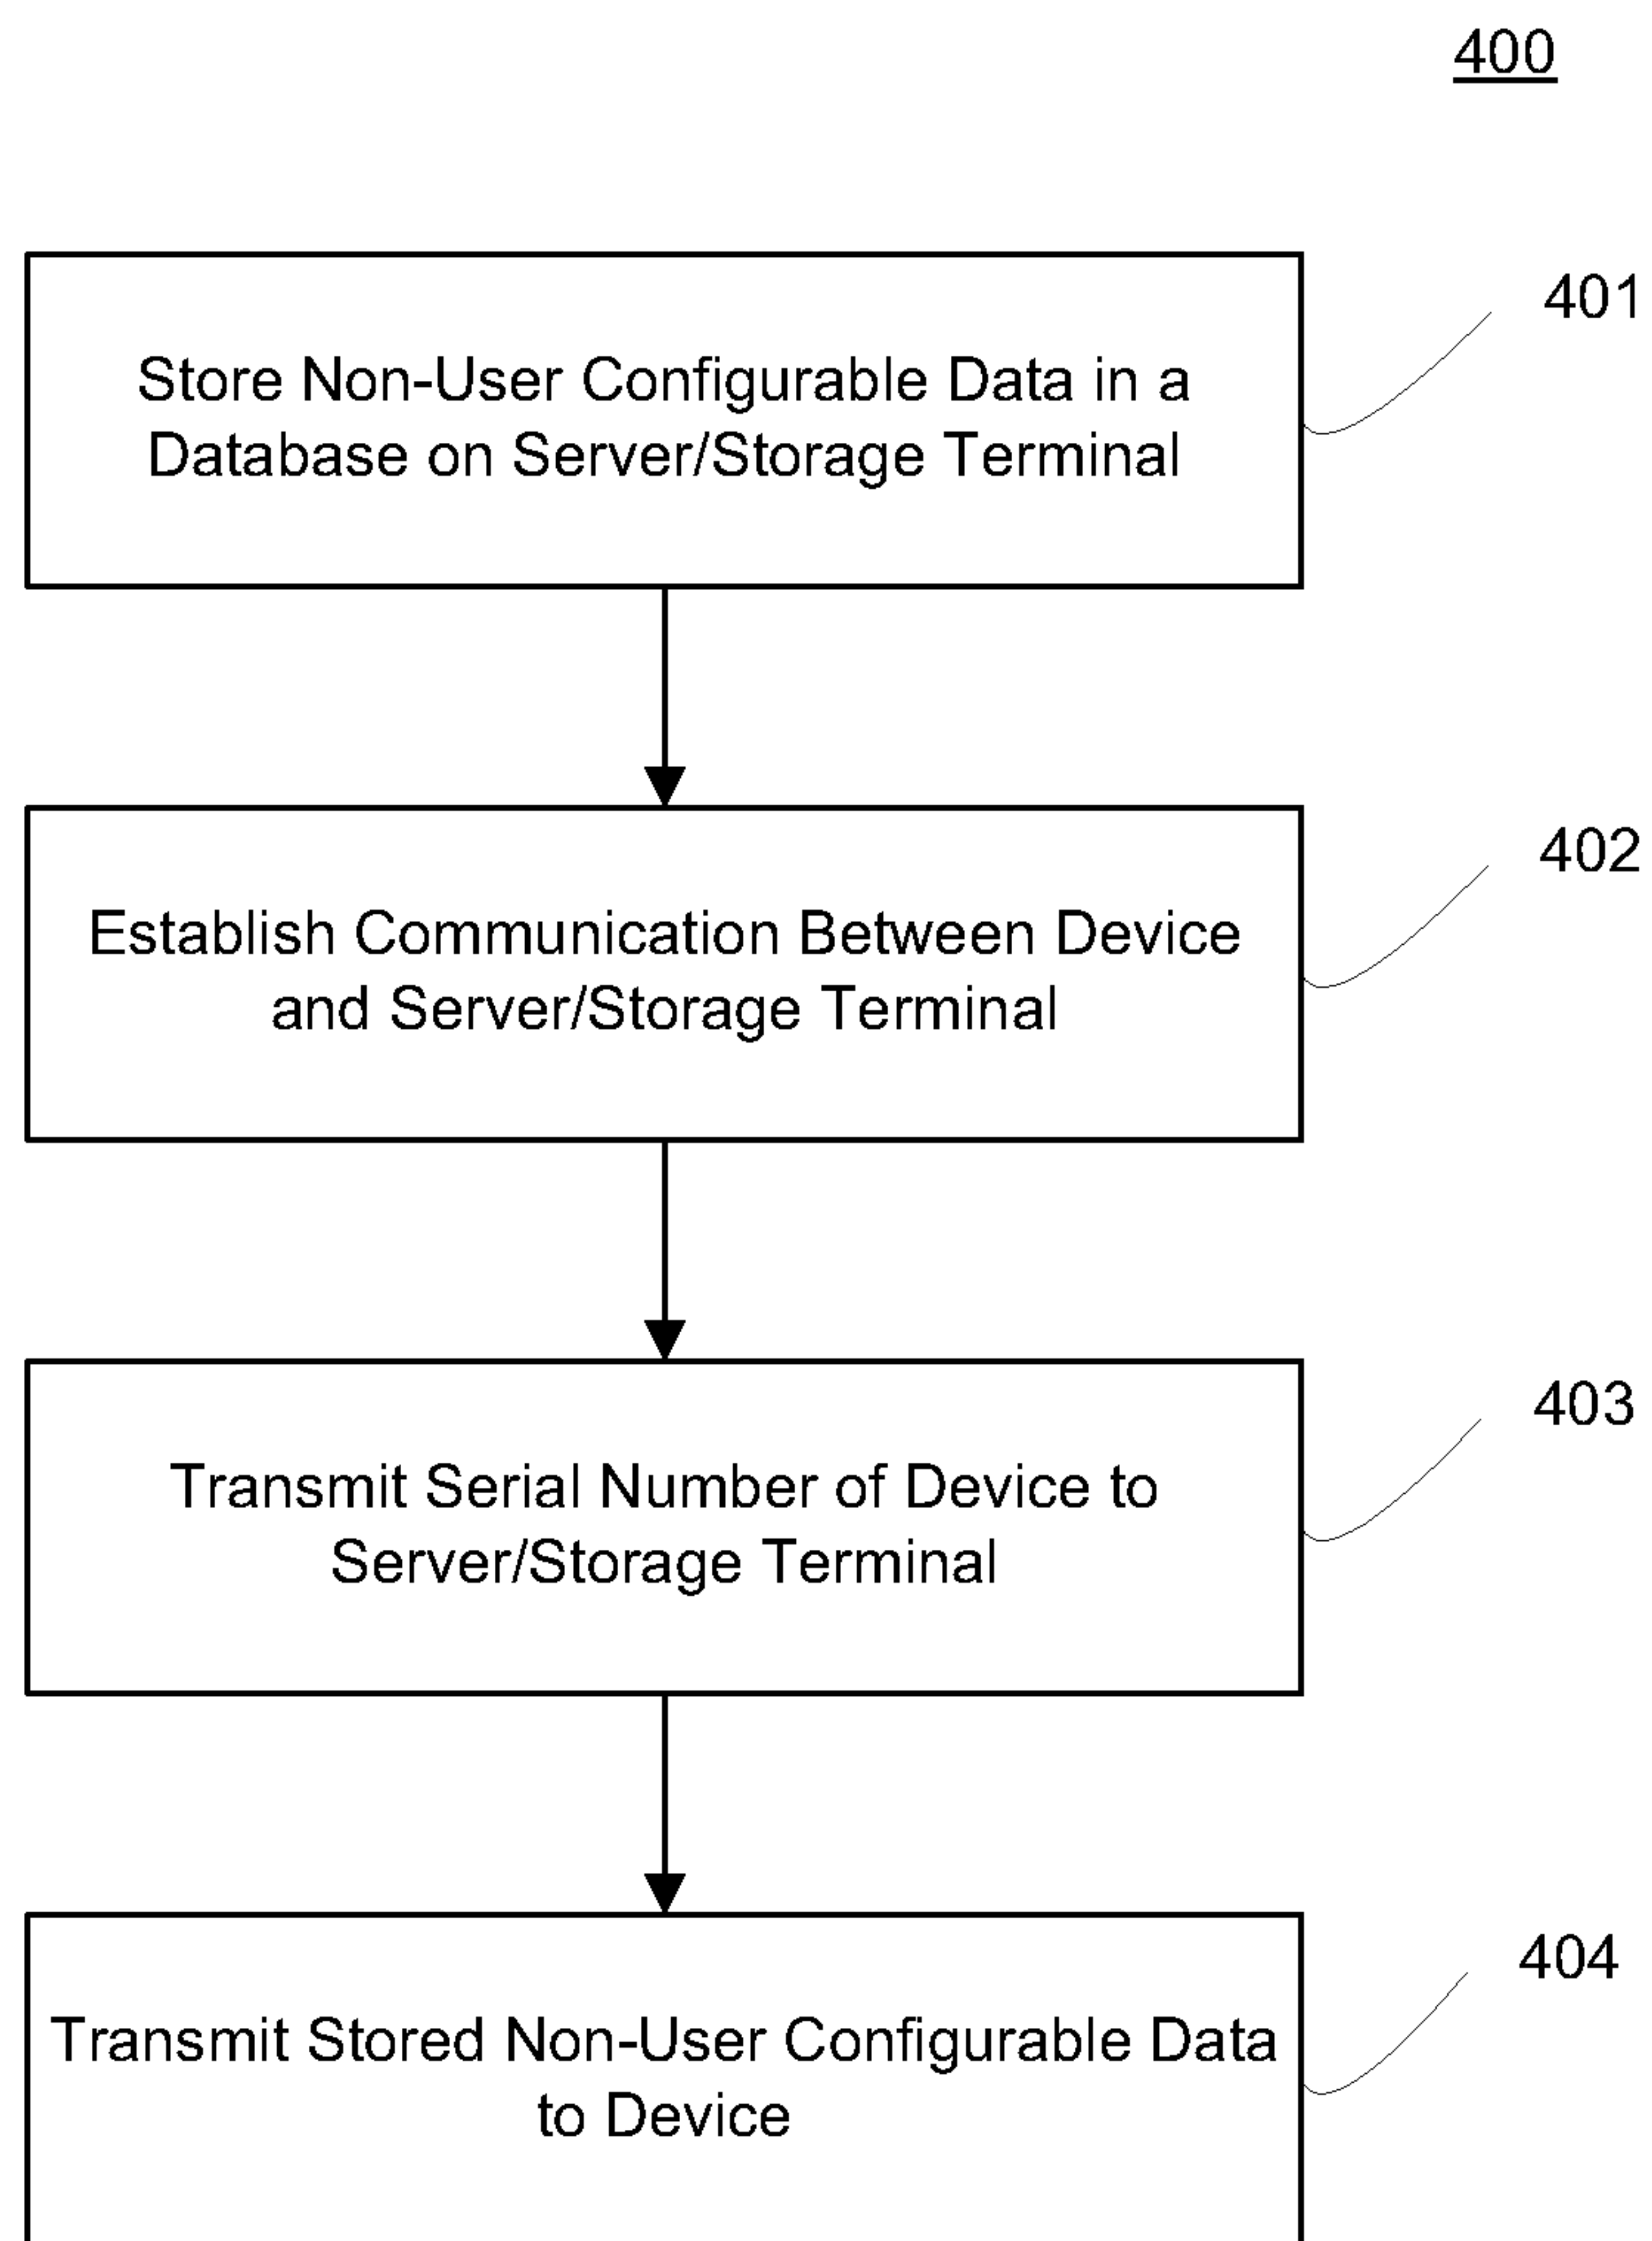 400
401
Store Non-User Configurable Data in a
Database on Server/Storage Terminal
402
Establish Communication Between Device
and Server/Storage Terminal
403
Transmit Serial Number of Device to
Server/Storage Terminal
404
Transmit Stored Non-User Configurable Data
to Device